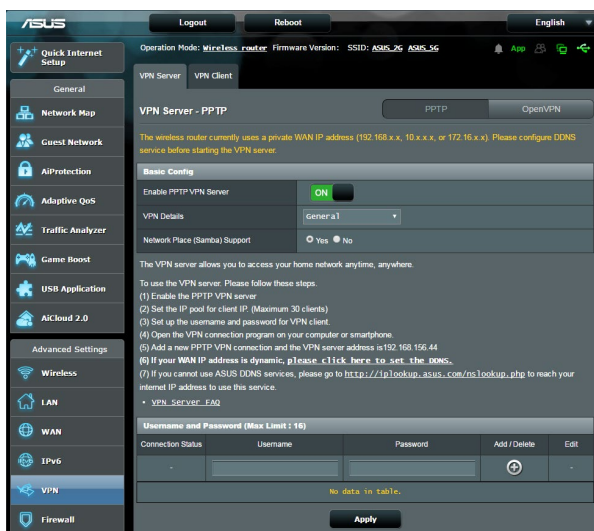 ASUS
Logout
Reboot
English
Quick Internet
Setup
Operation Mode: Wireless router Firmware Version: SSID: ASUS_2G ASUS_5G
App
General
Network Map
Guest Network
AiProtection
Adaptive QoS
Traffic Analyzer
Game Boost
USB Application
AiCloud 2.0
Advanced Settings
Wireless
LAN
WAN
IPv6
VPN
Firewall
VPN Server VPN Client
VPN Server - PPTP
PPTP OpenVPN
The wireless router currently uses a private WAN IP address (192.168.x.x, 10.x.x.x, or 172.16.x.x). Please configure DDNS
service before starting the VPN server.
Basic Config
Enable PPTP VPN Server ON
VPN Details General
Network Place (Samba) Support Yes No
The VPN server allows you to access your home network anytime, anywhere.
To use the VPN server. Please follow these steps.
(1) Enable the PPTP VPN server
(2) Set the IP pool for client IP. (Maximum 30 clients)
(3) Set up the username and password for VPN client.
(4) Open the VPN connection program on your computer or smartphone.
(5) Add a new PPTP VPN connection and the VPN server address is192.168.156.44
(6) If your WAN IP address is dynamic, please click here to set the DDNS.
(7) If you cannot use ASUS DDNS services, please go to http://iplookup.asus.com/nslookup.php to reach your
internet IP address to use this service.
• VPN Server FAQ
Username and Password (Max Limit : 16)
Connection Status Username Password Add / Delete Edit
- -
No data in table.
Apply